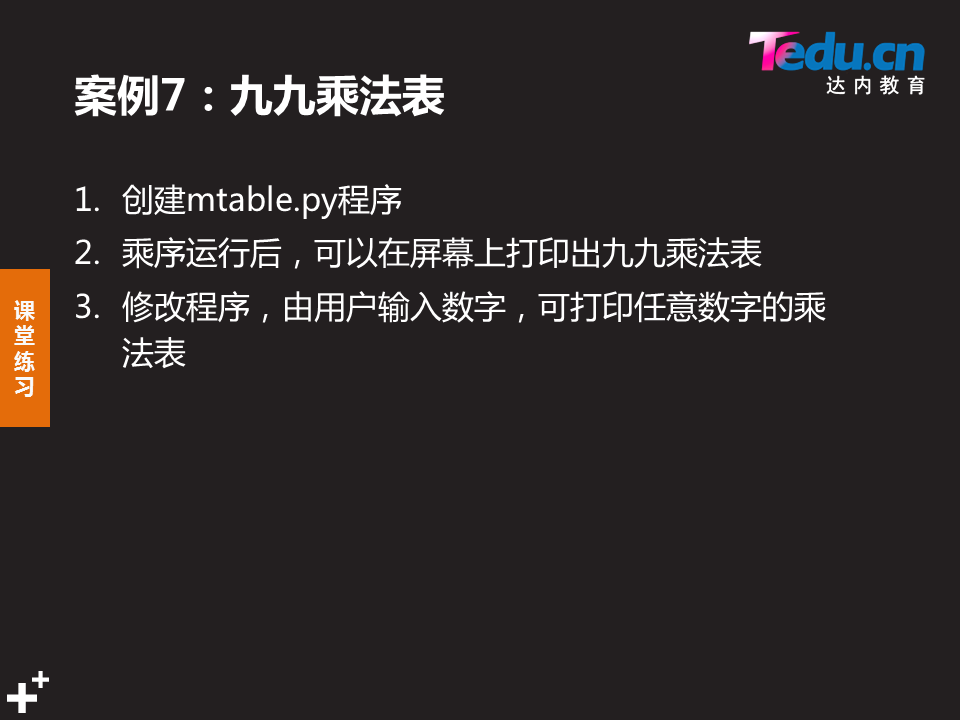 Tedu.cn
达内教育
案例7：九九乘法表
1. 创建mtable.py程序
2. 乘序运行后，可以在屏幕上打印出九九乘法表
3. 修改程序，由用户输入数字，可打印任意数字的乘
法表
课
堂
练
习